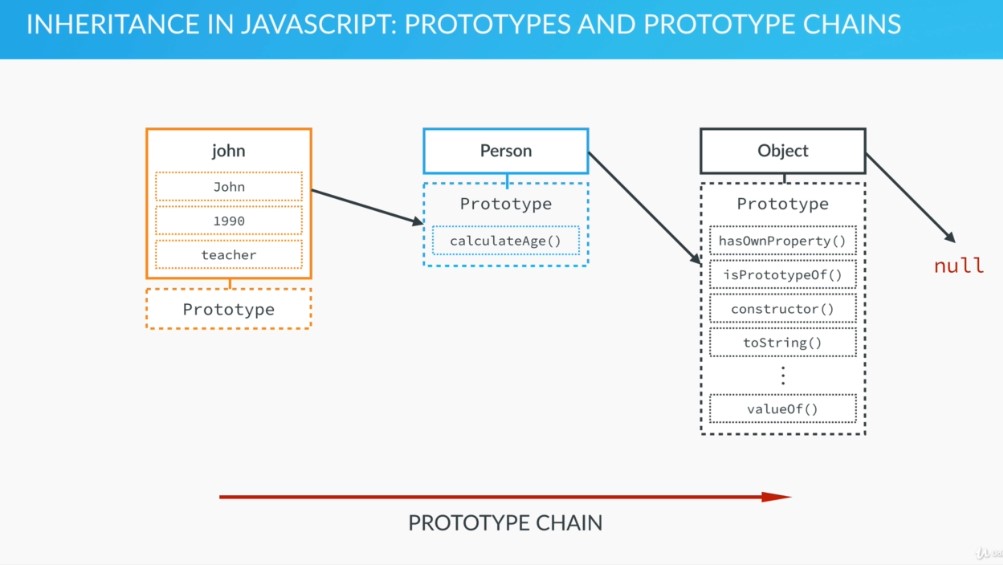 INHERITANCE IN JAVASCRIPT: PROTOTYPES AND PROTOTYPE CHAINS
john
John
1990
teacher
Prototype
Person
Prototype
calculateAge()
Object
Prototype
hasOwnProperty()
isPrototypeOf()
constructor()
toString()
valueOf()
null
PROTOTYPE CHAIN